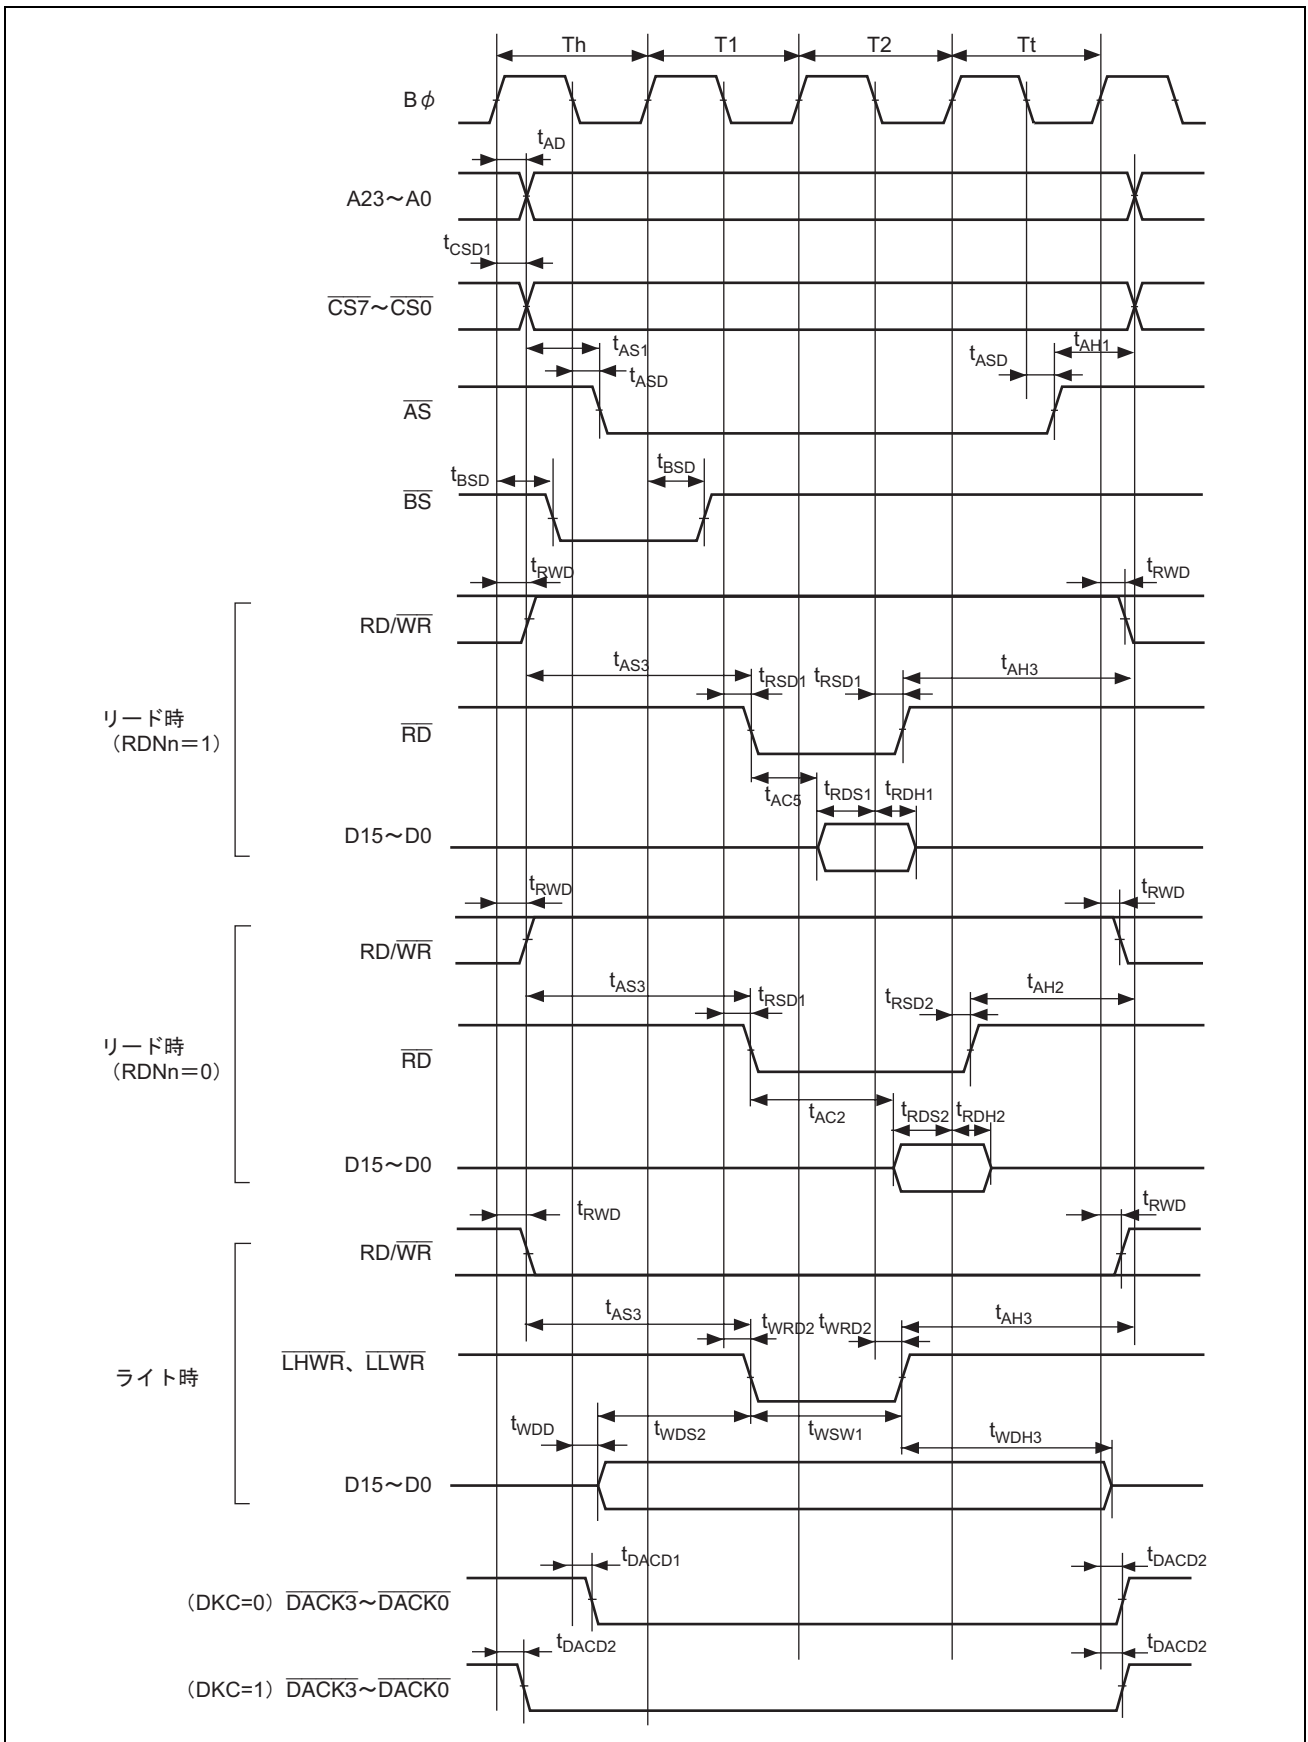 Th T1 T2 Tt
Bφ
tAD
A23～A0
tCSD1
CS7～CS0
tAS1 tAH1
tASD tASD
AS
tBSD tBSD
BS
tRWD tRWD
RD/WR
tAS3 tRSD1 tRSD1 tAH3
リード時
（RDNn＝1）
RD
tAC5 tRDS1 tRDH1
D15～D0
tRWD tRWD
RD/WR
tAS3 tRSD1 tRSD2 tAH2
リード時
（RDNn＝0）
RD
tAC2 tRDS2 tRDH2
D15～D0
tRWD tRWD
RD/WR
tAS3 tWRD2 tWRD2 tAH3
ライト時
LHWR、LLWR
tWDD tWDS2 tWSW1 tWDH3
D15～D0
tDACD1 tDACD2
（DKC=0）DACK3～DACK0
tDACD2 tDACD2
（DKC=1）DACK3～DACK0